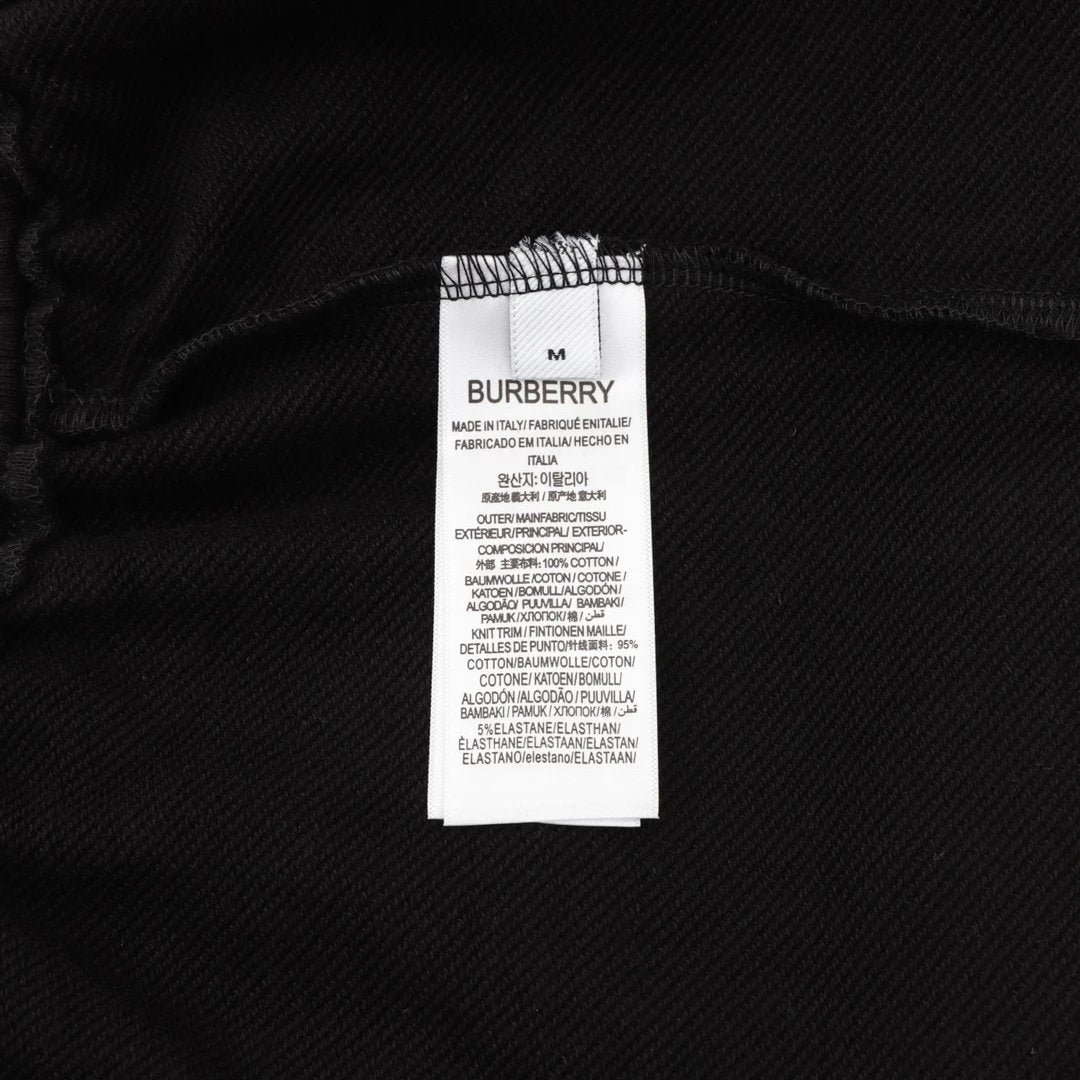 M
BURBERRY
MADE IN ITALY/ FABRIQUÉ ENITALIE/
FABRICADO EM ITALIA/ HECHO EN
ITALIA
완산지: 이탈리아
原産地 義大利 / 原产地 意大利
OUTER/ MAINFABRIC/TISSU
EXTÉRIEUR/PRINCIPAL/ EXTERIOR-
COMPOSICION PRINCIPAL/
外部 主要布料: 100% COTTON /
BAUMWOLLE /COTON / COTONE /
KATOEN /BOMULL/ALGODÓN/
ALGODÃO/ PUUVILLA/ BAMBAKI /
PAMUK /ХЛОПОК/棉 / قطن
KNIT TRIM / FINTIONEN MAILLE/
DETALLES DE PUNTO/针线面料: 95%
COTTON/BAUMWOLLE/COTON/
COTONE/ KATOEN/BOMULL/
ALGODÓN /ALGODÃO / PUUVILLA/
BAMBAKI / PAMUK / ХЛОПОК/棉 / قطن/
5%ELASTANE/ELASTHAN/
ÈLASTHANE/ELASTAAN/ELASTAN/
ELASTANO/elestano/ELASTAAN/